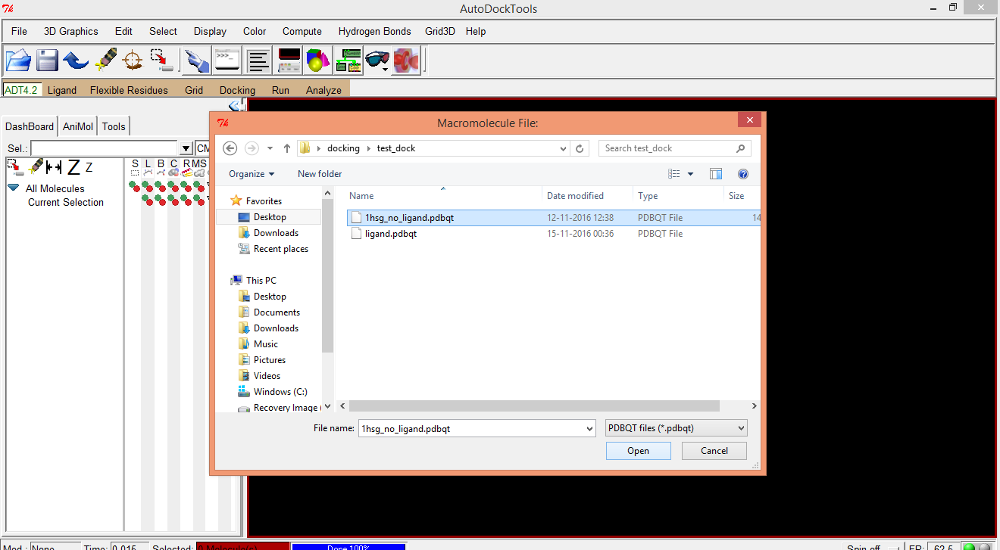 AutoDockTools
File 3D Graphics Edit Select Display Color Compute Hydrogen Bonds Grid3D Help
>>>_
ADT4.2 Ligand Flexible Residues Grid Docking Run Analyze
DashBoard AniMol Tools
Sel.: CM
Z Z
S L B C R MS
All Molecules
Current Selection
Macromolecule File:
docking test_dock
Search test_dock
Organize New folder
Favorites
Desktop
Downloads
Recent places
This PC
Desktop
Documents
Downloads
Music
Pictures
Videos
Windows (C:)
Recovery Image (
Name Date modified Type Size
1hsg_no_ligand.pdbqt 12-11-2016 12:38 PDBQT File 14
ligand.pdbqt 15-11-2016 00:36 PDBQT File
File name: 1hsg_no_ligand.pdbqt PDBQT files (*.pdbqt)
Open Cancel
Mod.: None Time: 0.015 Selected: 0 Molecule(s) Done 100% Spin off FR: 62.5